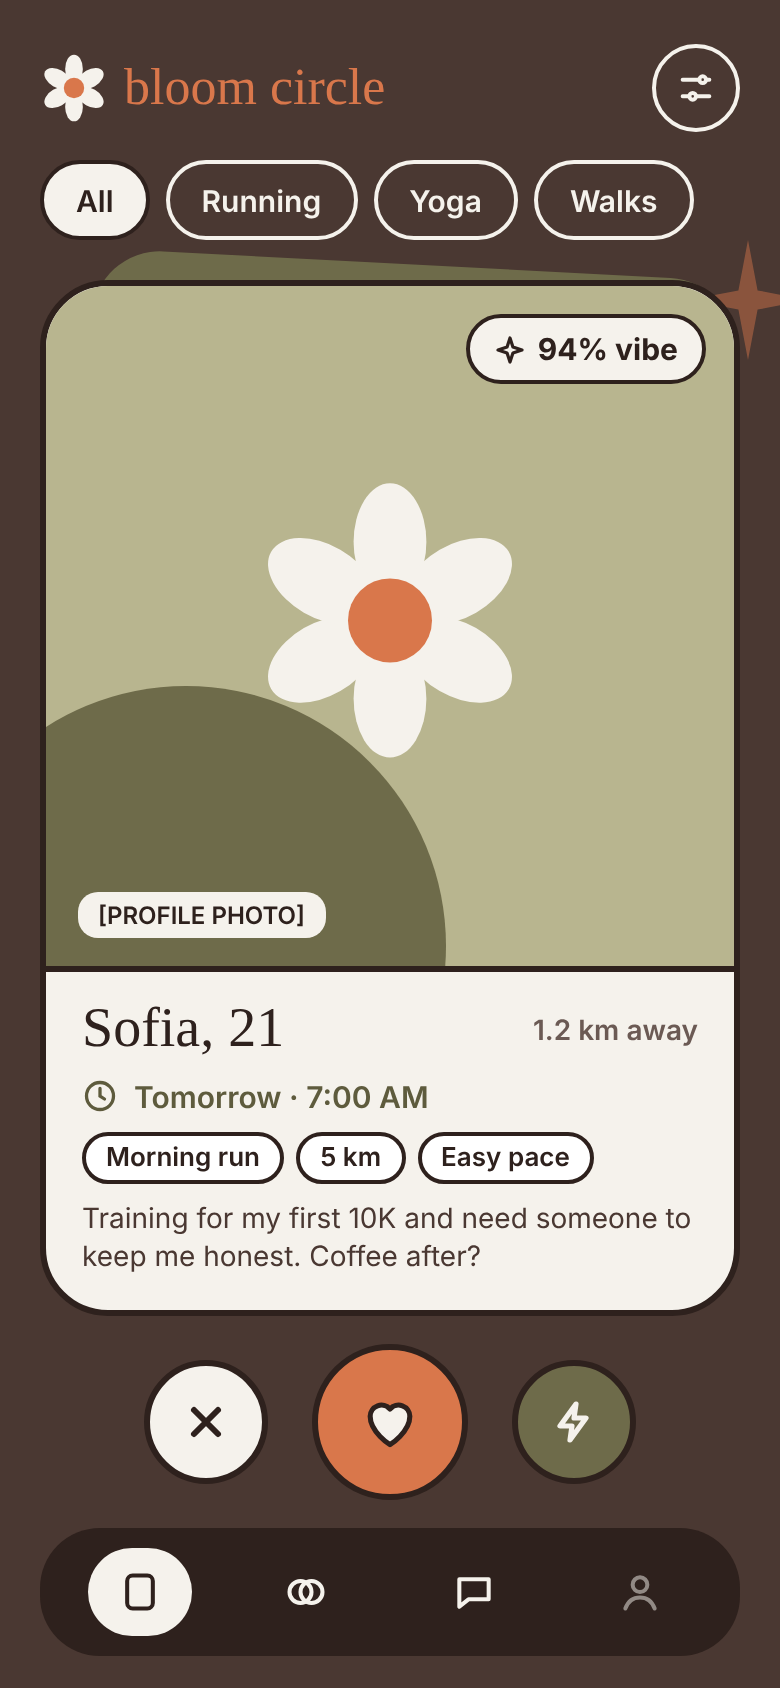 bloom circle
All
Running
Yoga
Walks
94% vibe
[PROFILE PHOTO]
Sofia, 21
1.2 km away
Tomorrow · 7:00 AM
Morning run
5 km
Easy pace
Training for my first 10K and need someone to
keep me honest. Coffee after?